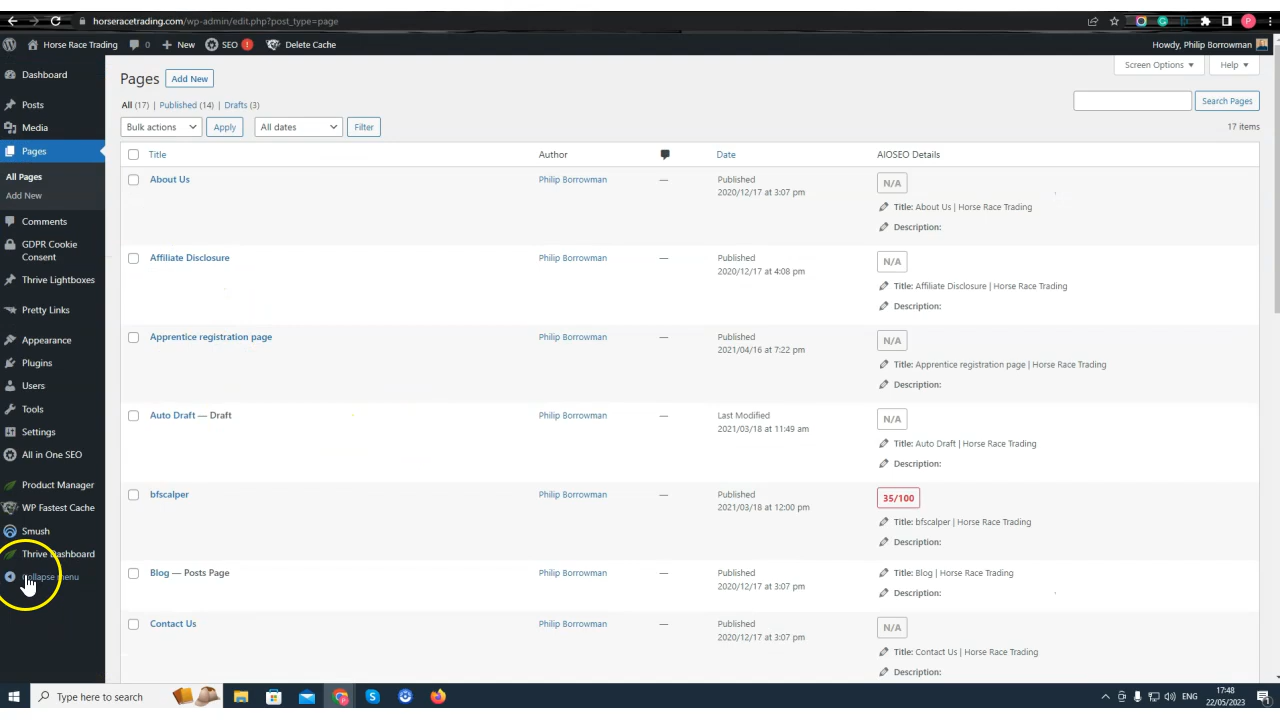 horseracetrading.com/wp-admin/edit.php?post_type=page
Horse Race Trading 0 New SEO ! Delete Cache Howdy, Philip Borrowman
Dashboard
Posts
Media
Pages
All Pages
Add New
Comments
GDPR Cookie
Consent
Thrive Lightboxes
Pretty Links
Appearance
Plugins
Users
Tools
Settings
All in One SEO
Product Manager
WP Fastest Cache
Smush
Thrive Dashboard
Collapse menu
Screen Options ▼ Help ▼
Pages Add New
All (17) | Published (14) | Drafts (3)
Search Pages
Bulk actions Apply All dates Filter
17 items
Title Author Date AIOSEO Details
About Us Philip Borrowman — Published N/A
2020/12/17 at 3:07 pm
Title: About Us | Horse Race Trading
Description:
Affiliate Disclosure Philip Borrowman — Published N/A
2020/12/17 at 4:08 pm
Title: Affiliate Disclosure | Horse Race Trading
Description:
Apprentice registration page Philip Borrowman — Published N/A
2021/04/16 at 7:22 pm
Title: Apprentice registration page | Horse Race Trading
Description:
Auto Draft — Draft Philip Borrowman — Last Modified N/A
2021/03/18 at 11:49 am
Title: Auto Draft | Horse Race Trading
Description:
bfscalper Philip Borrowman — Published 35/100
2021/03/18 at 12:00 pm
Title: bfscalper | Horse Race Trading
Description:
Blog — Posts Page Philip Borrowman — Published Title: Blog | Horse Race Trading
2020/12/17 at 3:07 pm
Description:
Contact Us Philip Borrowman — Published N/A
2020/12/17 at 3:07 pm
Title: Contact Us | Horse Race Trading
Description:
Type here to search
ENG
17:48
22/05/2023